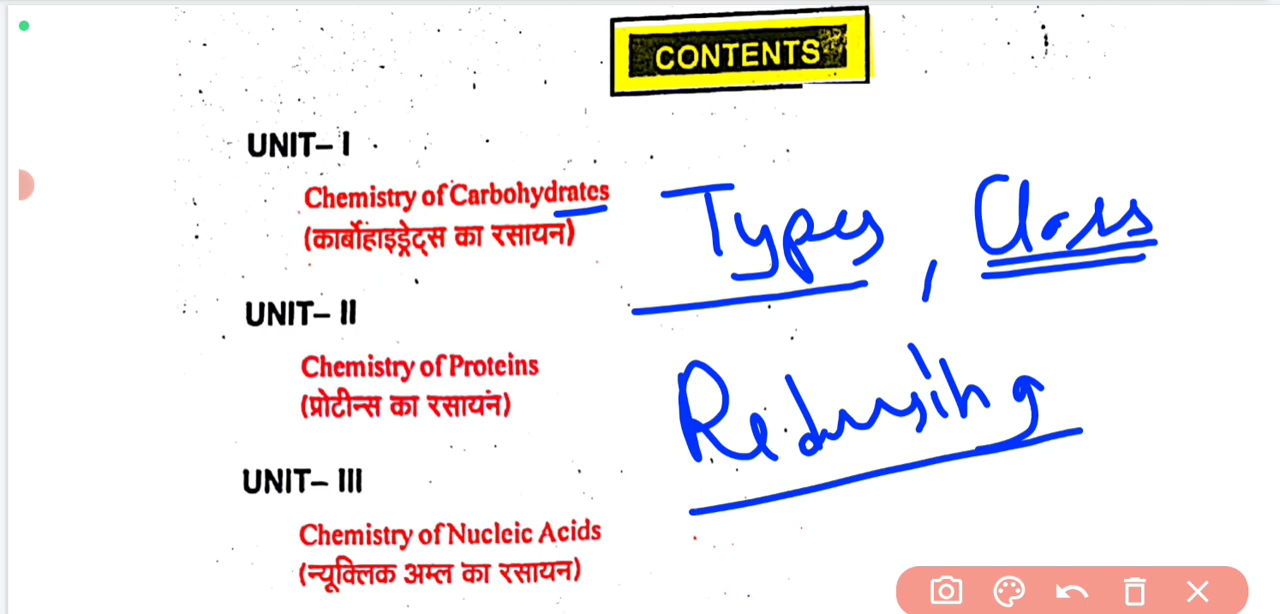 CONTENTS
UNIT– I
Chemistry of Carbohydrates
(कार्बोहाइड्रेट्स का रसायन)
Types, Class
UNIT– II
Chemistry of Proteins
(प्रोटीन्स का रसायन)
Redusing
UNIT– III
Chemistry of Nucleic Acids
(न्यूक्लिक अम्ल का रसायन)